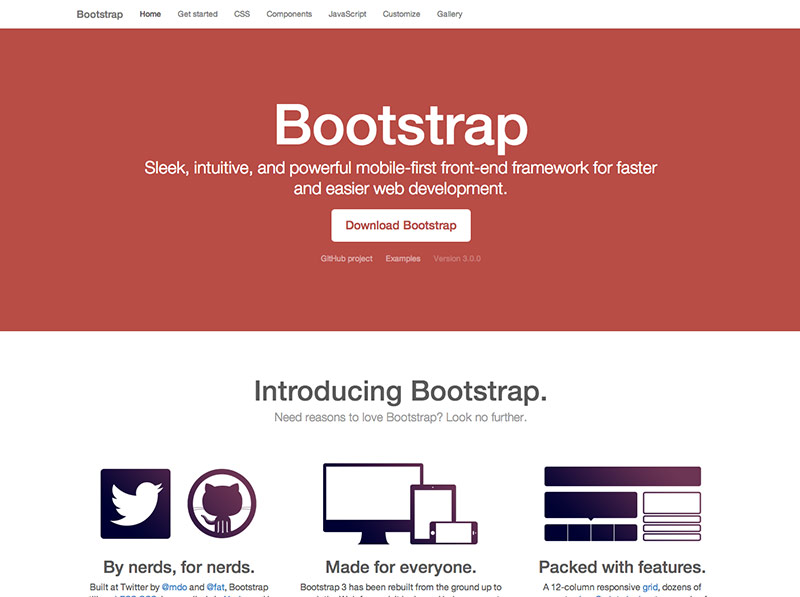 Bootstrap Home Get started CSS Components JavaScript Customize Gallery
Bootstrap
Sleek, intuitive, and powerful mobile-first front-end framework for faster
and easier web development.
Download Bootstrap
GitHub project Examples Version 3.0.0
Introducing Bootstrap.
Need reasons to love Bootstrap? Look no further.
By nerds, for nerds.
Built at Twitter by @mdo and @fat, Bootstrap
Made for everyone.
Bootstrap 3 has been rebuilt from the ground up to
Packed with features.
A 12-column responsive grid, dozens of